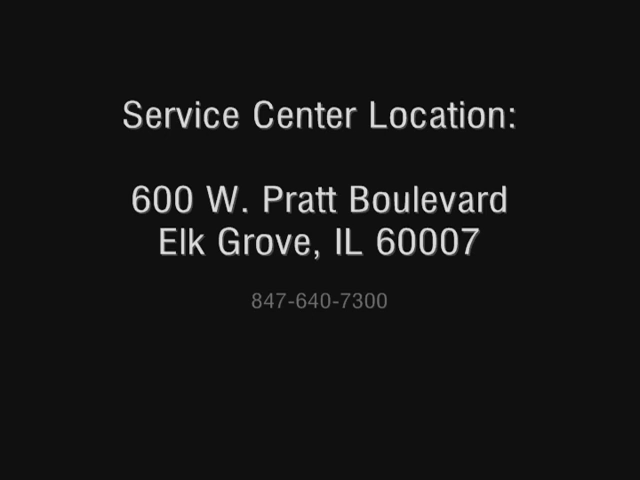 Service Center Location:
600 W. Pratt Boulevard
Elk Grove, IL 60007
847-640-7300